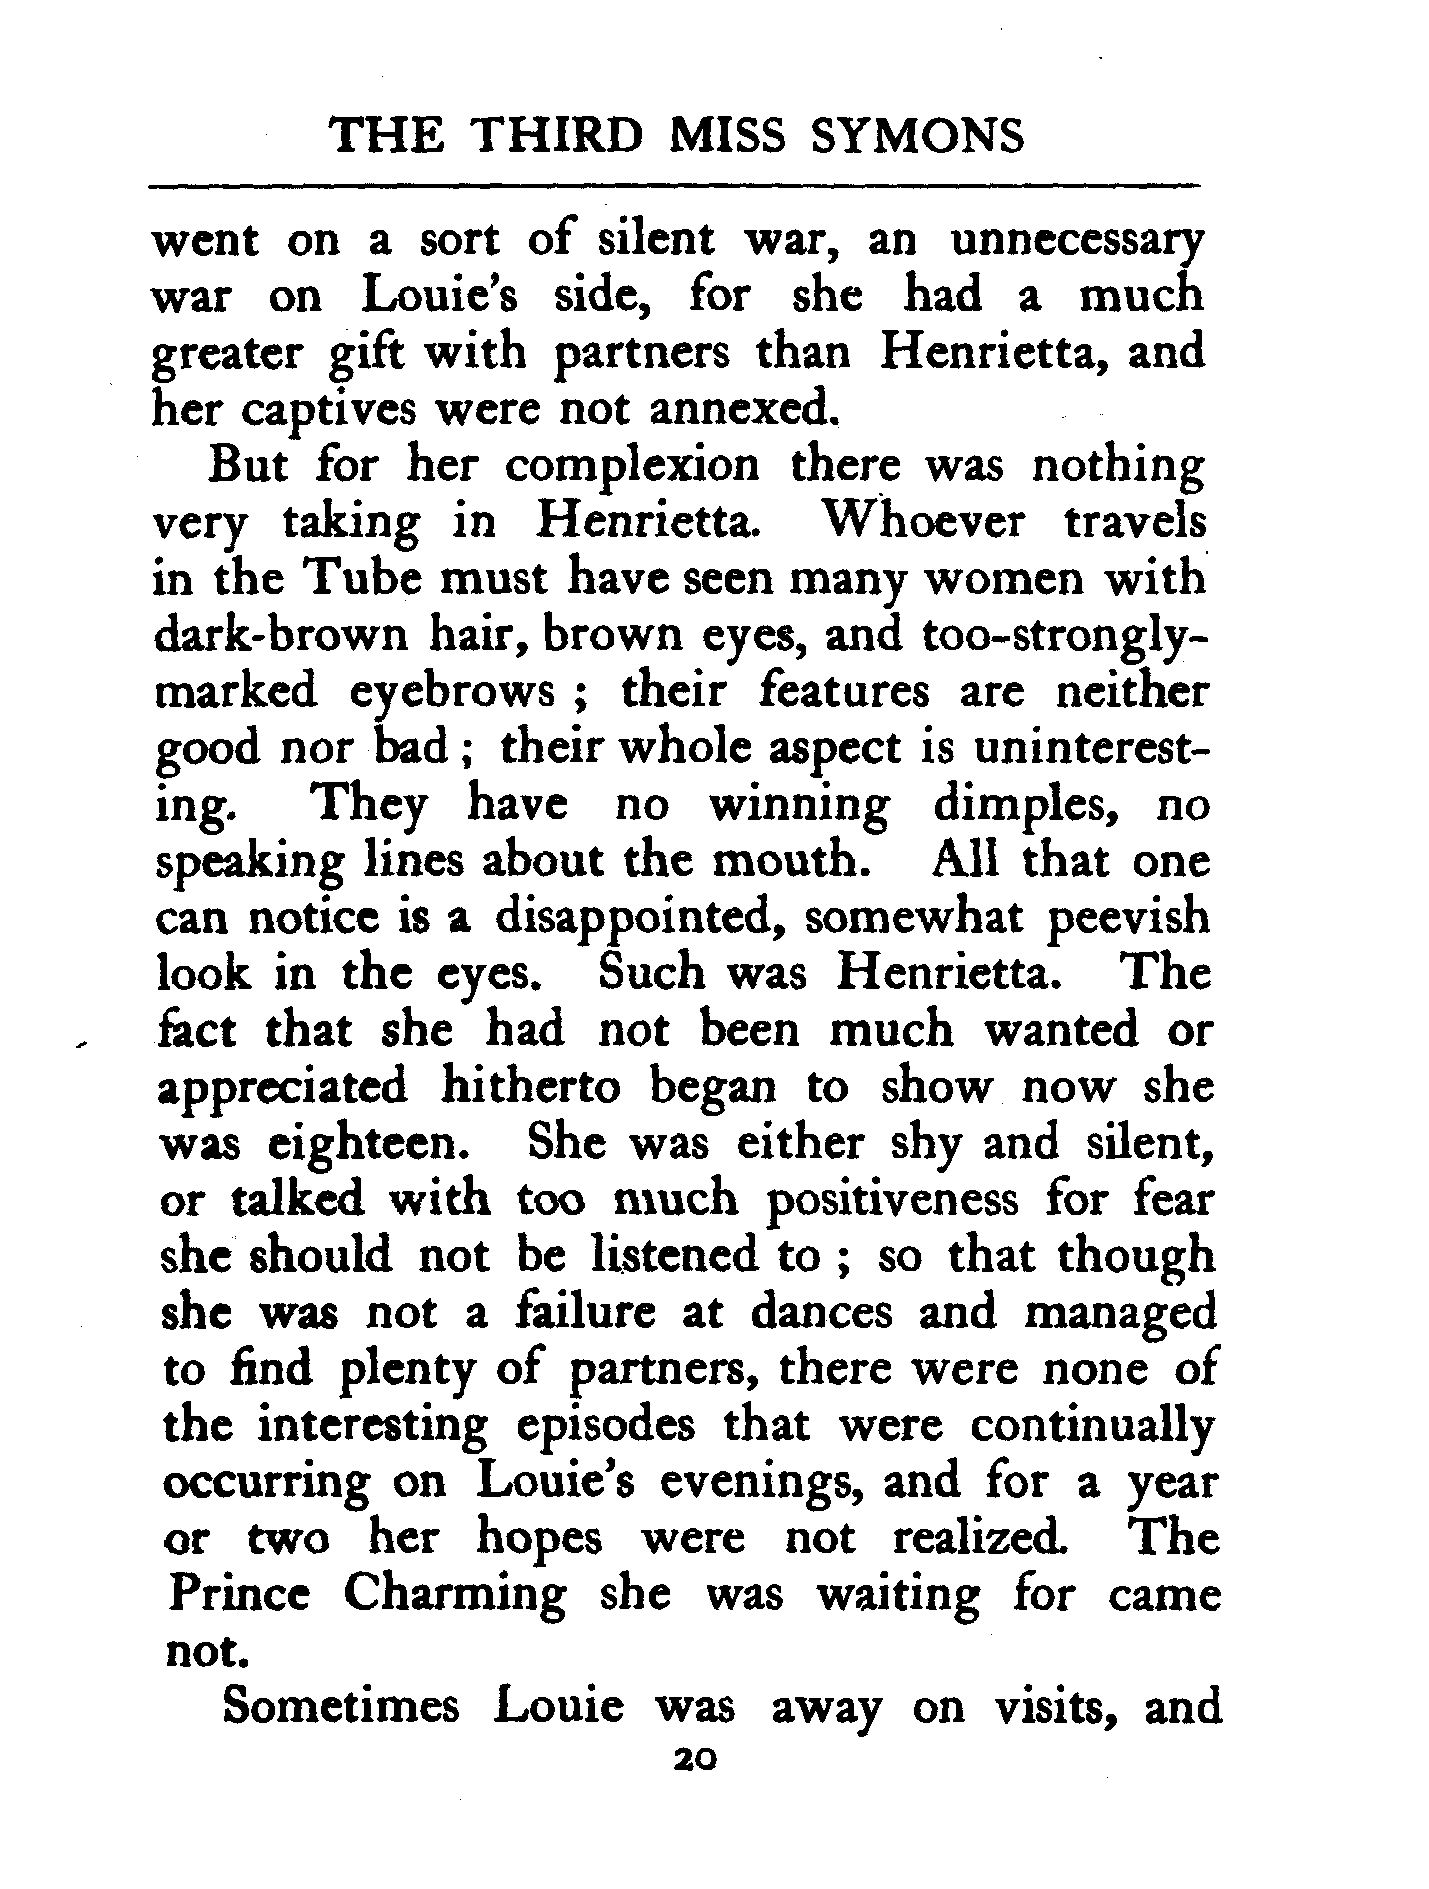 THE THIRD MISS SYMONS
went on a sort of silent war, an unnecessary
war on Louie's side, for she had a much
greater gift with partners than Henrietta, and
her captives were not annexed.
But for her complexion there was nothing
very taking in Henrietta. Whoever travels
in the Tube must have seen many women with
dark-brown hair, brown eyes, and too-strongly-
marked eyebrows ; their features are neither
good nor bad ; their whole aspect is uninterest-
ing. They have no winning dimples, no
speaking lines about the mouth. All that one
can notice is a disappointed, somewhat peevish
look in the eyes. Such was Henrietta. The
fact that she had not been much wanted or
appreciated hitherto began to show now she
was eighteen. She was either shy and silent,
or talked with too much positiveness for fear
she should not be listened to ; so that though
she was not a failure at dances and managed
to find plenty of partners, there were none of
the interesting episodes that were continually
occurring on Louie's evenings, and for a year
or two her hopes were not realized. The
Prince Charming she was waiting for came
not.
Sometimes Louie was away on visits, and
20